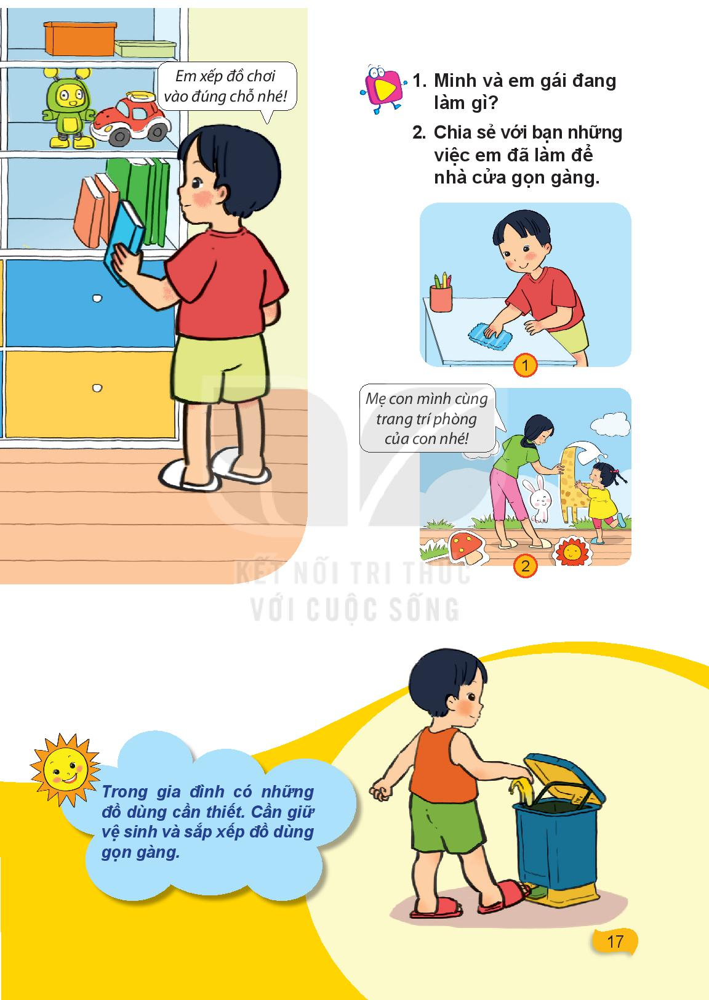 Em xếp đồ chơi
vào đúng chỗ nhé!
1. Minh và em gái đang
làm gì?
2. Chia sẻ với bạn những
việc em đã làm để
nhà cửa gọn gàng.
1
Mẹ con mình cùng
trang trí phòng
của con nhé!
2
KẾT NỐI TRI THỨC
VỚI CUỘC SỐNG
Trong gia đình có những
đồ dùng cần thiết. Cần giữ
vệ sinh và sắp xếp đồ dùng
gọn gàng.
17